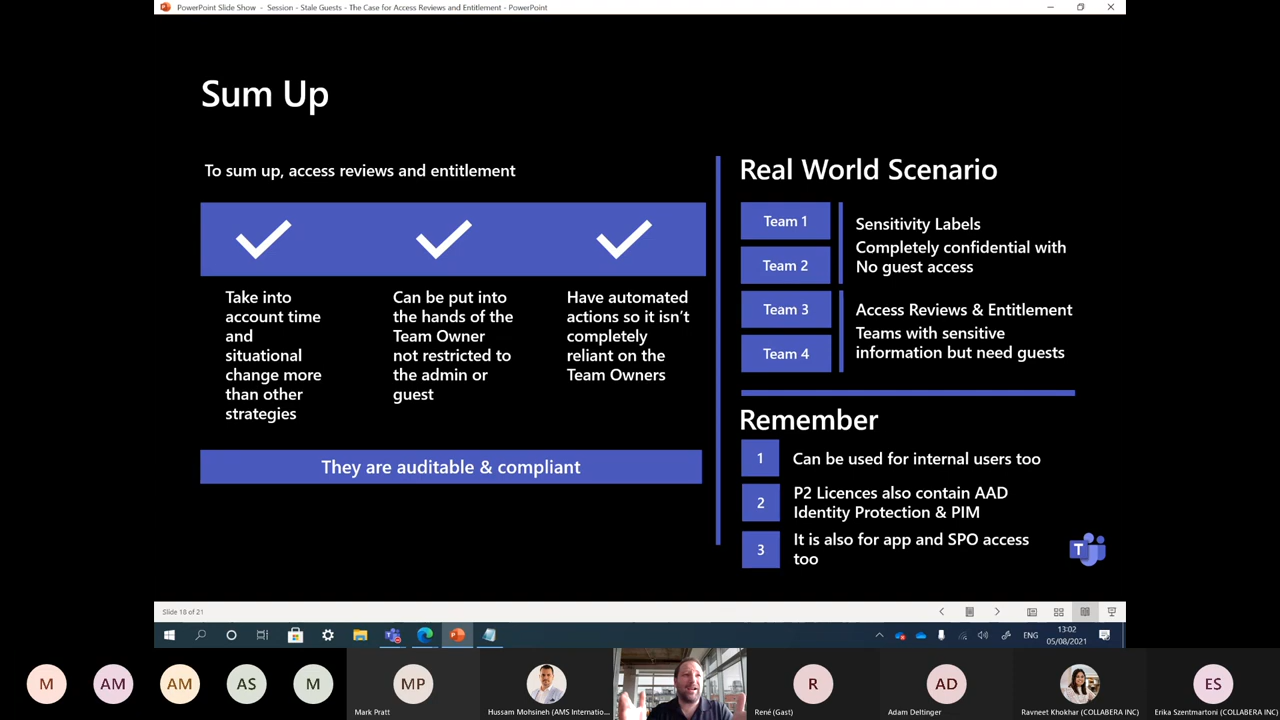 PowerPoint Slide Show - Session - Stale Guests - The Case for Access Reviews and Entitlement - PowerPoint
Sum Up
To sum up, access reviews and entitlement
Take into
account time
and
situational
change more
than other
strategies
Can be put into
the hands of the
Team Owner
not restricted to
the admin or
guest
Have automated
actions so it isn't
completely
reliant on the
Team Owners
They are auditable & compliant
Real World Scenario
Team 1
Team 2
Sensitivity Labels
Completely confidential with
No guest access
Team 3
Team 4
Access Reviews & Entitlement
Teams with sensitive
information but need guests
Remember
1
Can be used for internal users too
2
P2 Licences also contain AAD
Identity Protection & PIM
3
It is also for app and SPO access
too
T
Slide 18 of 21
ENG
13:02
05/08/2021
M
AM
AM
AS
M
MP
Mark Pratt
Hussam Mohsineh (AMS Internatio...
R
René (Gast)
AD
Adam Deltinger
Ravneet Khokhar (COLLABERA INC)
ES
Erika Szentmartoni (COLLABERA INC)